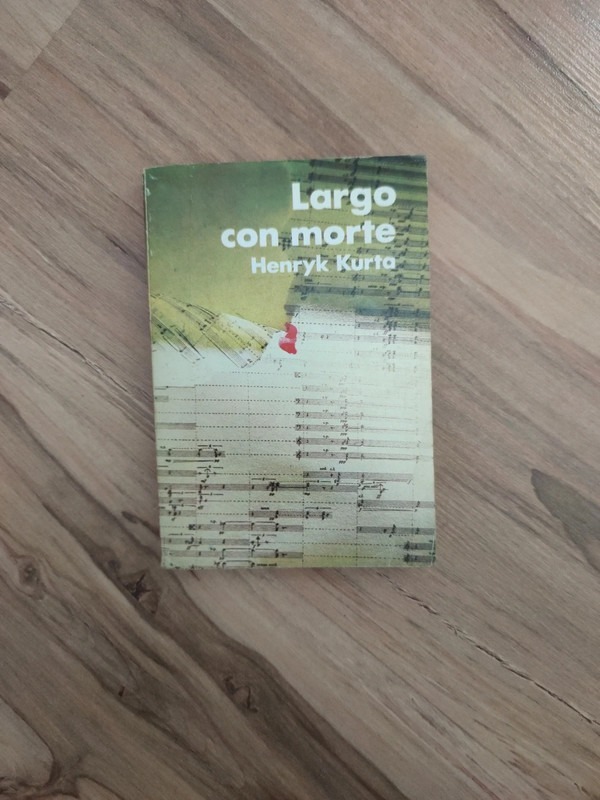 Largo
con morte
Henryk Kurta